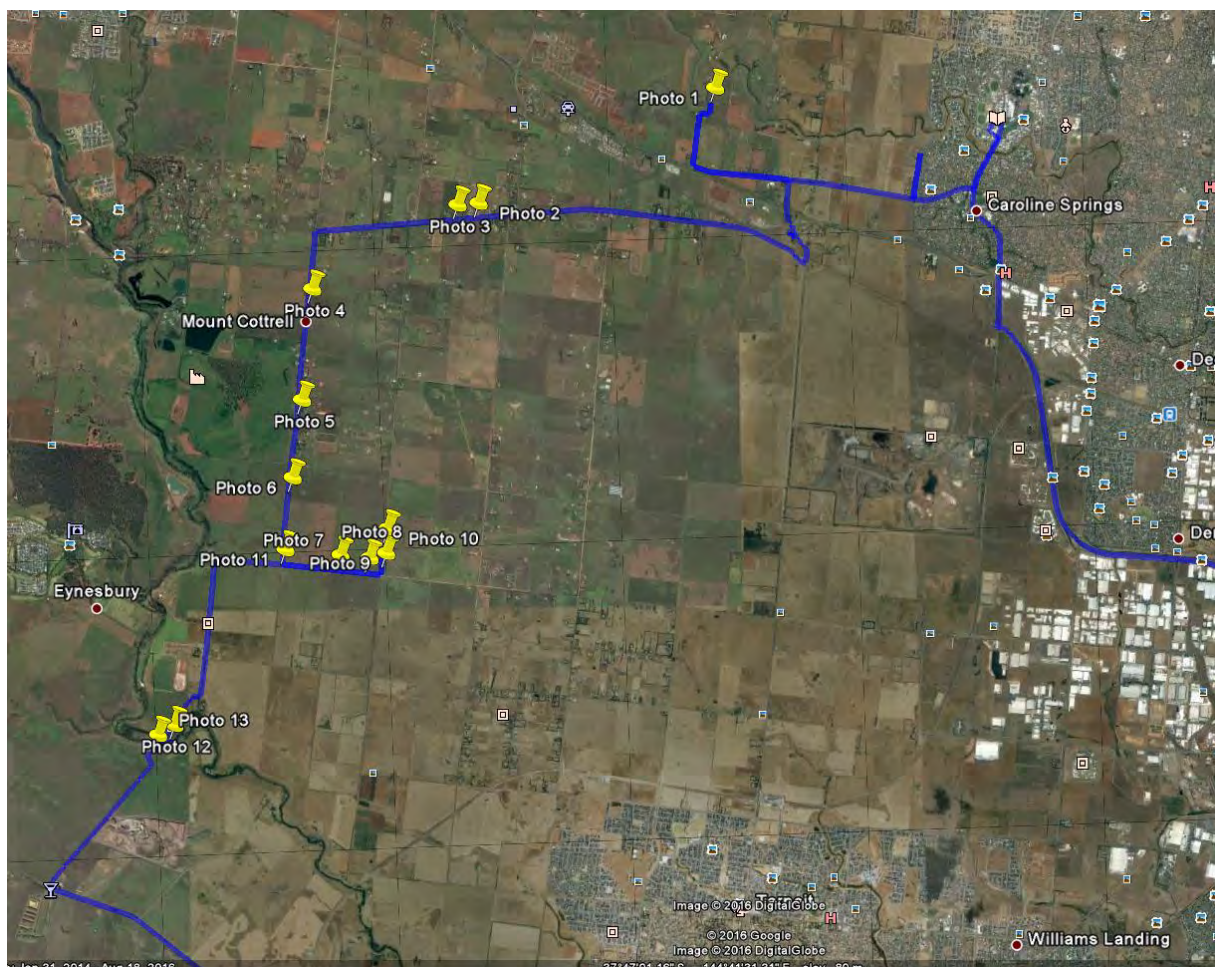 Photo 1
Caroline Springs
Photo 2
Photo 3
Photo 4
Mount Cottrell
Photo 5
Photo 6
Photo 7
Photo 8
Photo 10
Photo 11
Photo 9
Eynesbury
Photo 13
Photo 12
Image © 2016 DigitalGlobe
© 2016 Google
Image © 2016 DigitalGlobe
Williams Landing
H
H
H